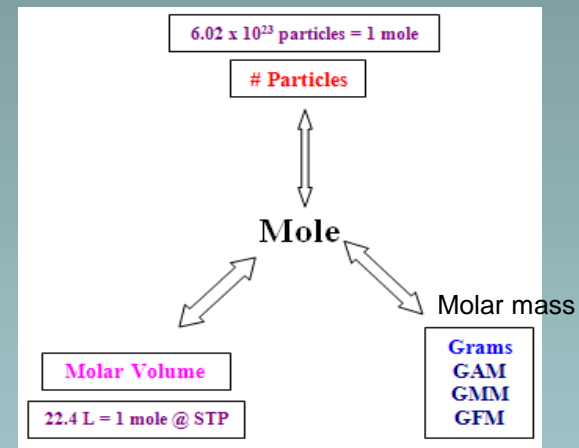 6.02 x 10²³ particles = 1 mole
# Particles
Mole
Molar mass
Molar Volume
22.4 L = 1 mole @ STP
Grams
GAM
GMM
GFM